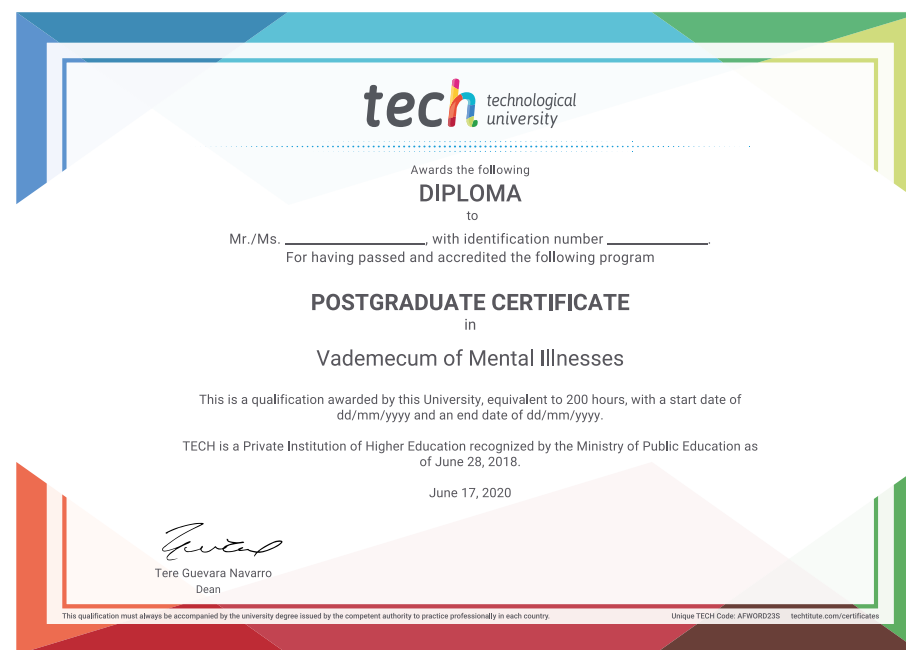 tech technological
university
Awards the following
DIPLOMA
to
Mr./Ms. ____________________, with identification number ______________.
For having passed and accredited the following program
POSTGRADUATE CERTIFICATE
in
Vademecum of Mental Illnesses
This is a qualification awarded by this University, equivalent to 200 hours, with a start date of
dd/mm/yyyy and an end date of dd/mm/yyyy.
TECH is a Private Institution of Higher Education recognized by the Ministry of Public Education as
of June 28, 2018.
June 17, 2020
Tere Guevara Navarro
Dean
This qualification must always be accompanied by the university degree issued by the competent authority to practice professionally in each country. Unique TECH Code: AFWORD23S techtitute.com/certificates